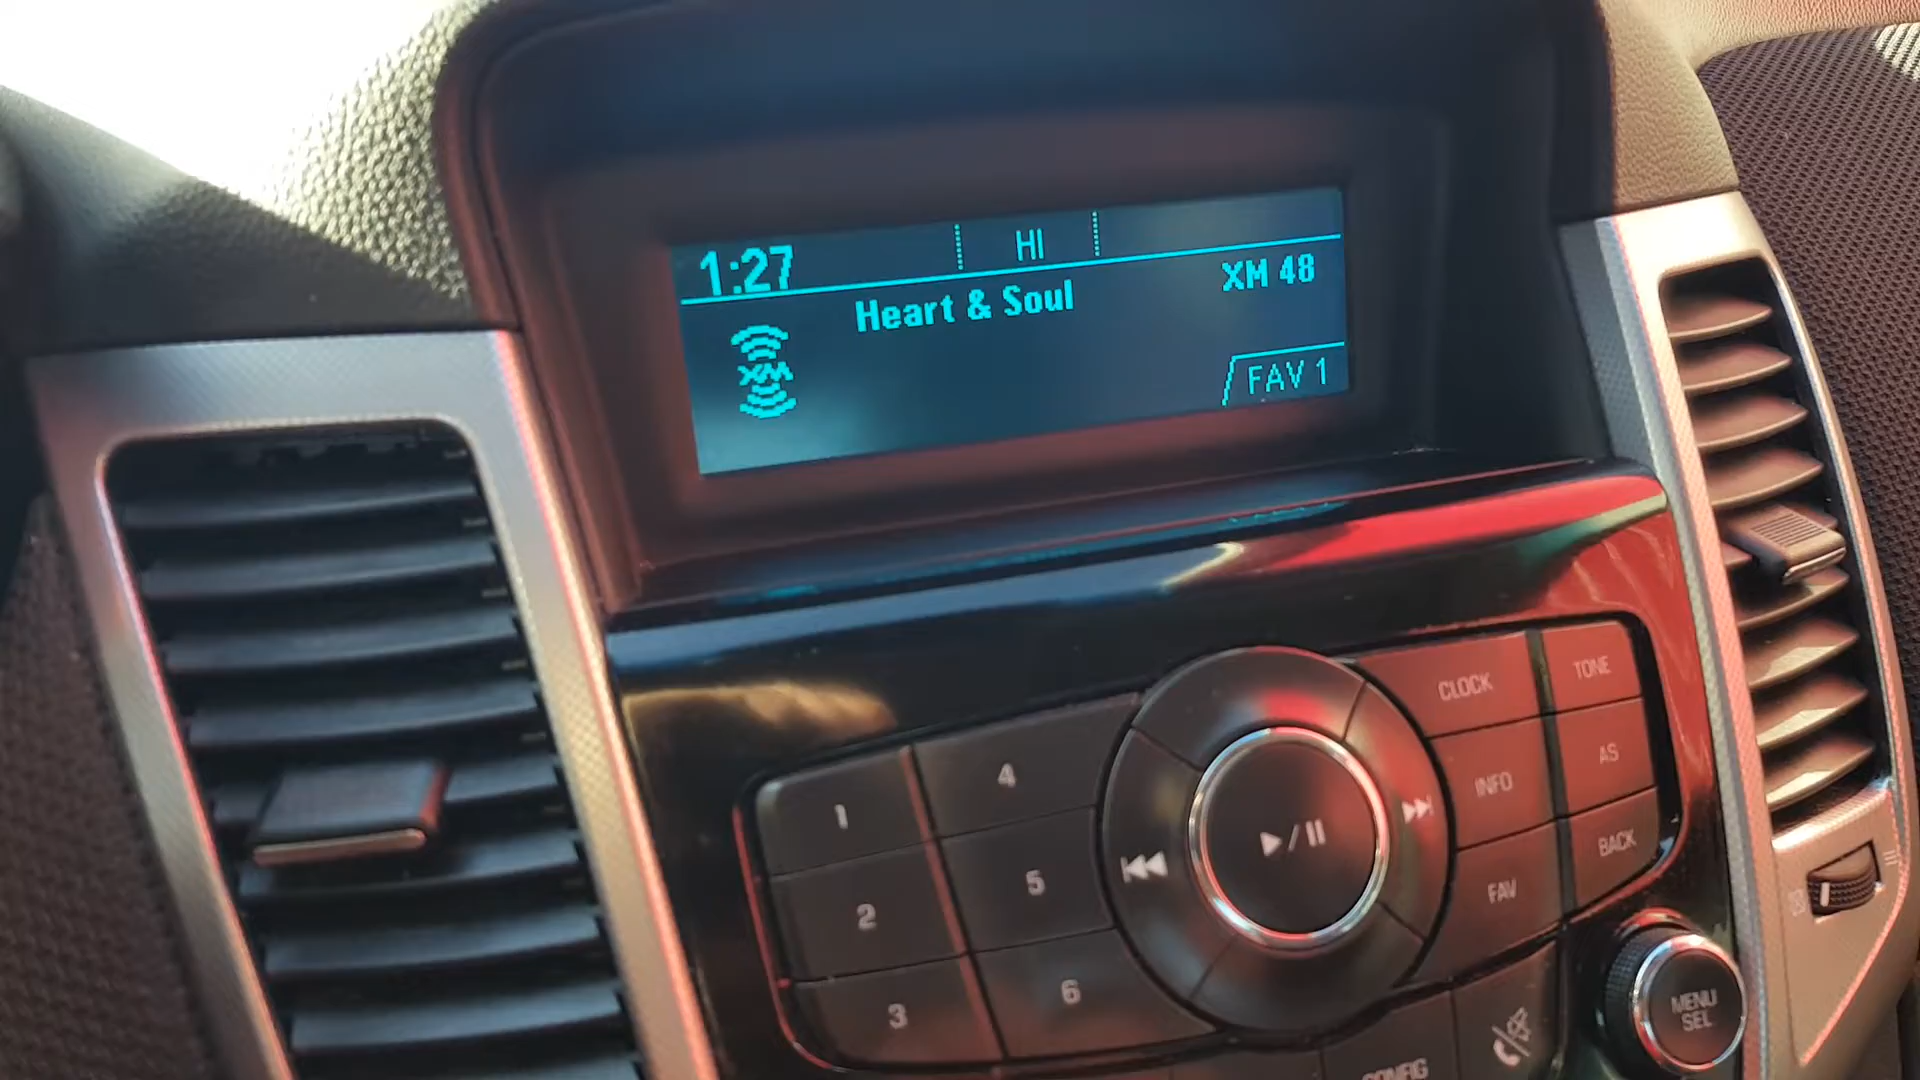 1:27
HI
XM 48
Heart & Soul
XM
FAV 1
CLOCK
TONE
4
1
INFO
AS
5
2
BACK
FAV
6
3
MENU
SEL
CONFIG